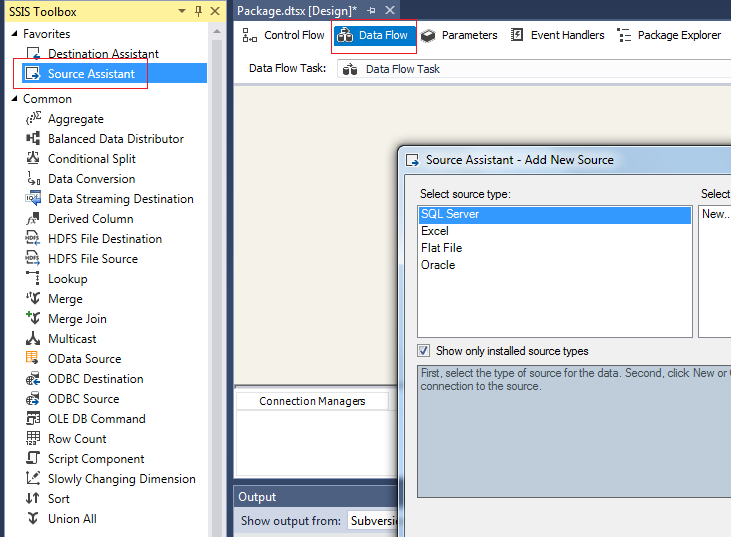 SSIS Toolbox
Favorites
Destination Assistant
Source Assistant
Common
Aggregate
Balanced Data Distributor
Conditional Split
Data Conversion
Data Streaming Destination
Derived Column
HDFS File Destination
HDFS File Source
Lookup
Merge
Merge Join
Multicast
OData Source
ODBC Destination
ODBC Source
OLE DB Command
Row Count
Script Component
Slowly Changing Dimension
Sort
Union All
Package.dtsx [Design]*
Control Flow Data Flow Parameters Event Handlers Package Explorer
Data Flow Task: Data Flow Task
Source Assistant - Add New Source
Select source type:
SQL Server
Excel
Flat File
Oracle
Select
New...
Show only installed source types
First, select the type of source for the data. Second, click New or
connection to the source.
Connection Managers
Output
Show output from: Subversi